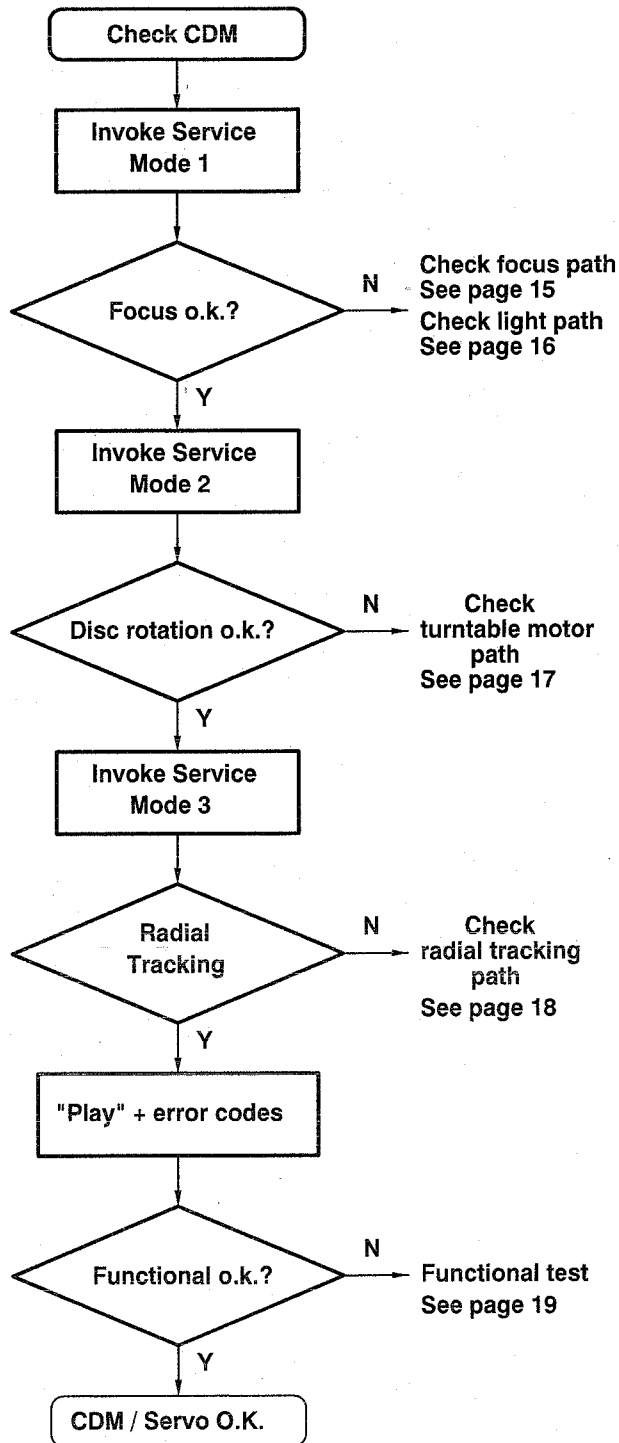 Check CDM
Invoke Service
Mode 1
Focus o.k.?
N
Check focus path
See page 15
Check light path
See page 16
Y
Invoke Service
Mode 2
Disc rotation o.k.?
N
Check
turntable motor
path
See page 17
Y
Invoke Service
Mode 3
Radial
Tracking
N
Check
radial tracking
path
See page 18
Y
"Play" + error codes
Functional o.k.?
N
Functional test
See page 19
Y
CDM / Servo O.K.